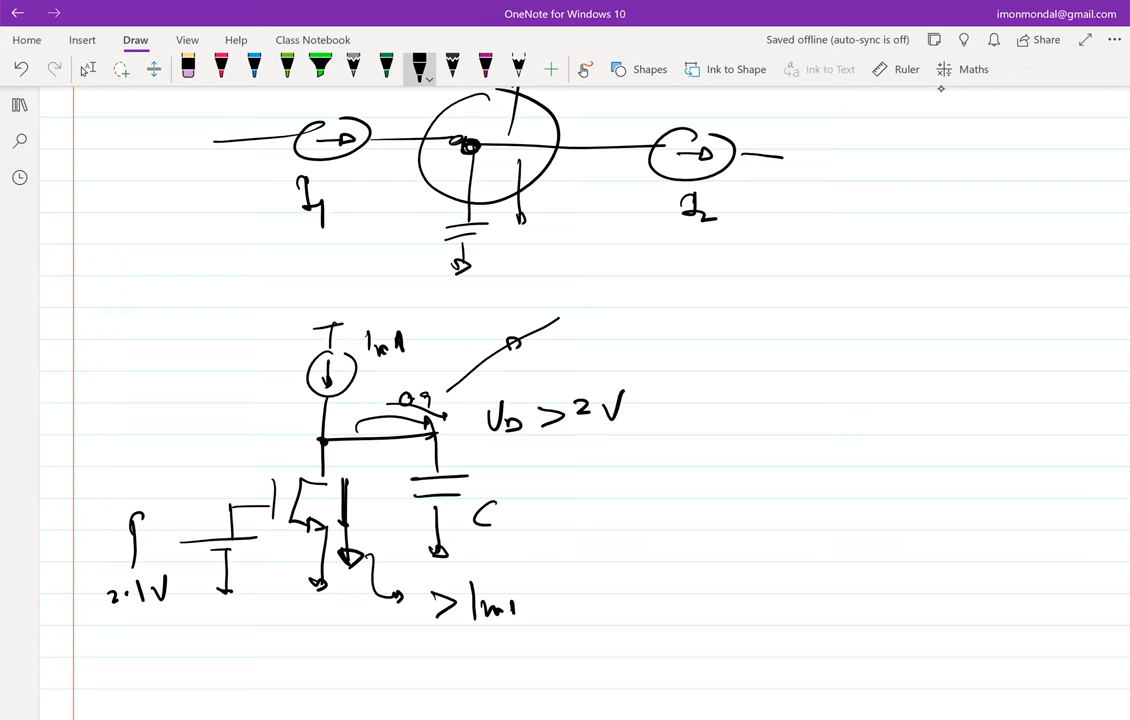 OneNote for Windows 10
imonmondal@gmail.com
Home Insert Draw View Help Class Notebook
Saved offline (auto-sync is off) Share
Shapes Ink to Shape Ink to Text Ruler Maths
I1
I2
1mA
VD > 2 V
C
2.1V
> 1mA